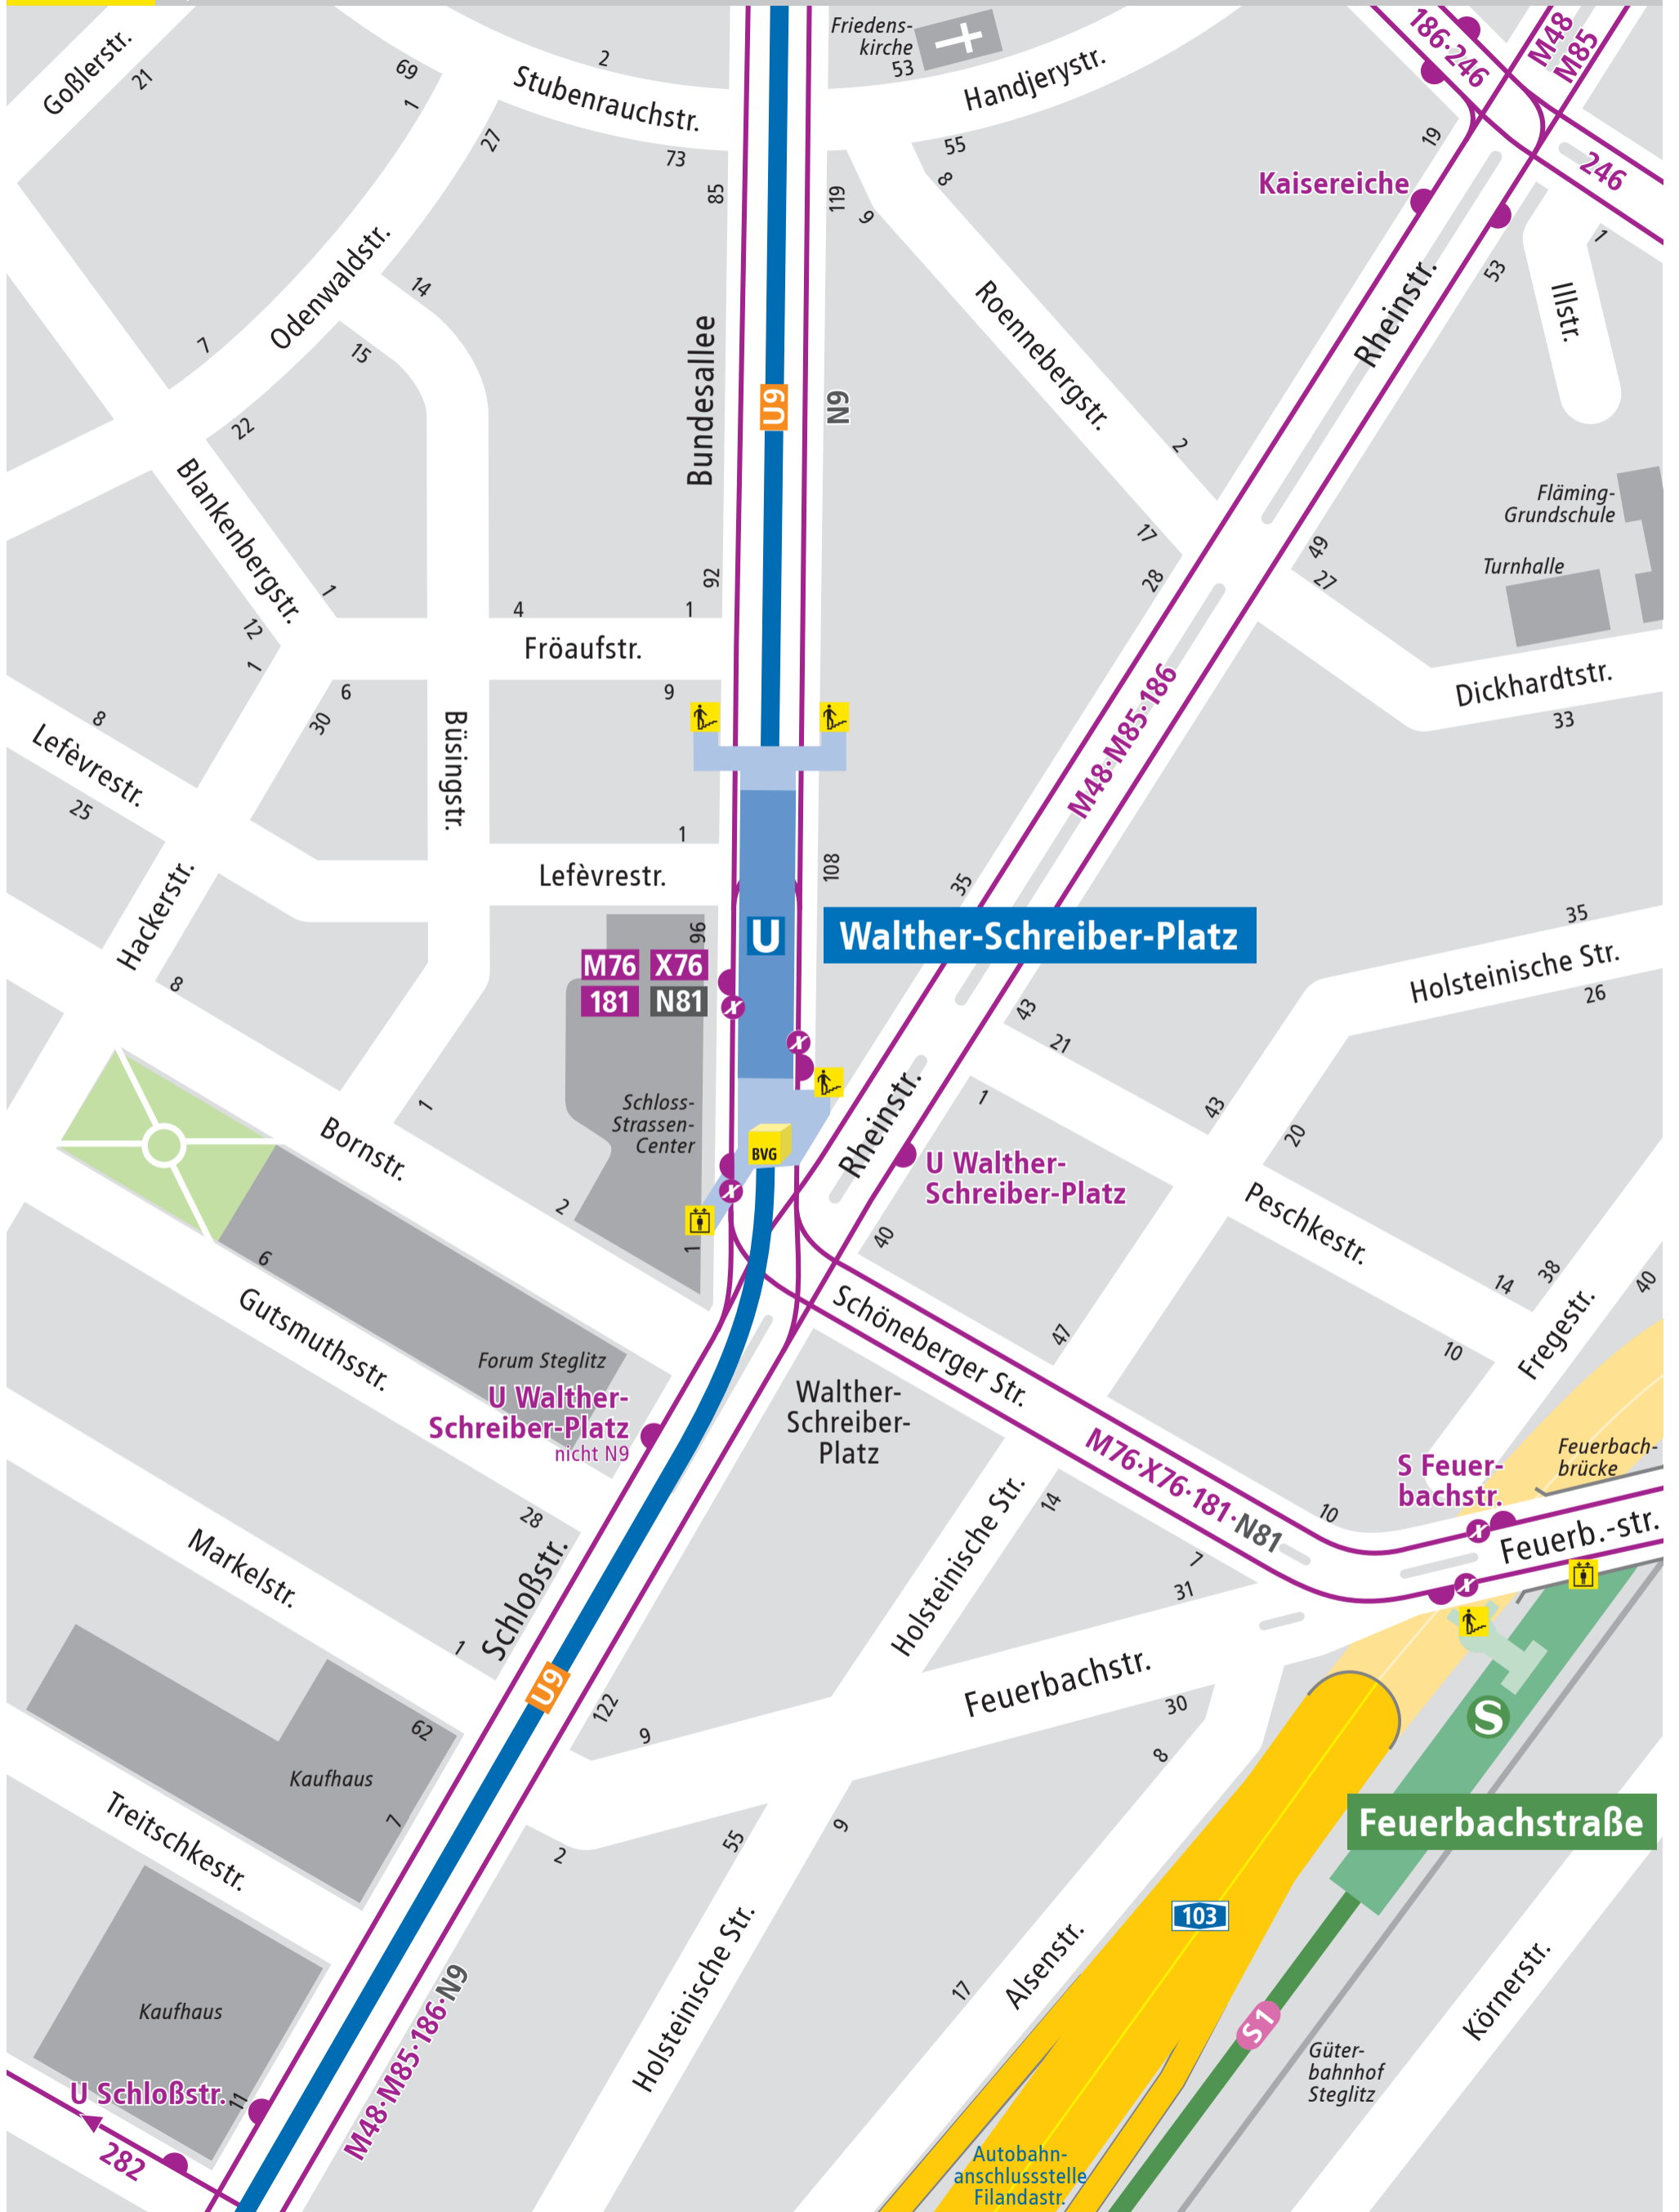 Goßlerstr.
21
69
1
2
Stubenrauchstr.
27
73
85
Friedens-
kirche
53
Handjerystr.
55
8
9
119
186·246
M48
M85
19
Kaisereiche
246
1
Illstr.
53
Rheinstr.
Odenwaldstr.
14
7
15
22
Bundesallee
U9
N9
Roennebergstr.
2
17
28
49
27
Fläming-
Grundschule
Turnhalle
Dickhardtstr.
33
Blankenbergstr.
1
12
1
4
1
92
Fröaufstr.
6
9
30
8
Lefèvrestr.
25
Büsingstr.
1
Lefèvrestr.
108
M48·M85·186
35
Hackerstr.
8
96
M76
X76
181
N81
U
Walther-Schreiber-Platz
X
X
35
Holsteinische Str.
26
43
21
1
43
20
Schloss-
Strassen-
Center
BVG
Rheinstr.
U Walther-
Schreiber-Platz
1
Bornstr.
2
X
1
40
Peschkestr.
14
38
40
10
Fregestr.
6
Gutsmuthsstr.
Forum Steglitz
U Walther-
Schreiber-Platz
nicht N9
Schöneberger Str.
47
Walther-
Schreiber-
Platz
M76·X76·181·N81
10
S Feuer-
bachstr.
Feuerbach-
brücke
X
Feuerb.-str.
X
28
Markelstr.
1
Schloßstr.
U9
122
Holsteinische Str.
14
7
31
Feuerbachstr.
30
8
9
S
Feuerbachstraße
62
Kaufhaus
7
Treitschkestr.
2
55
9
103
Kaufhaus
M48·M85·186·N9
Holsteinische Str.
17
Alsenstr.
S1
Körnerstr.
Güter-
bahnhof
Steglitz
U Schloßstr.
11
282
Autobahn-
anschlussstelle
Filandastr.